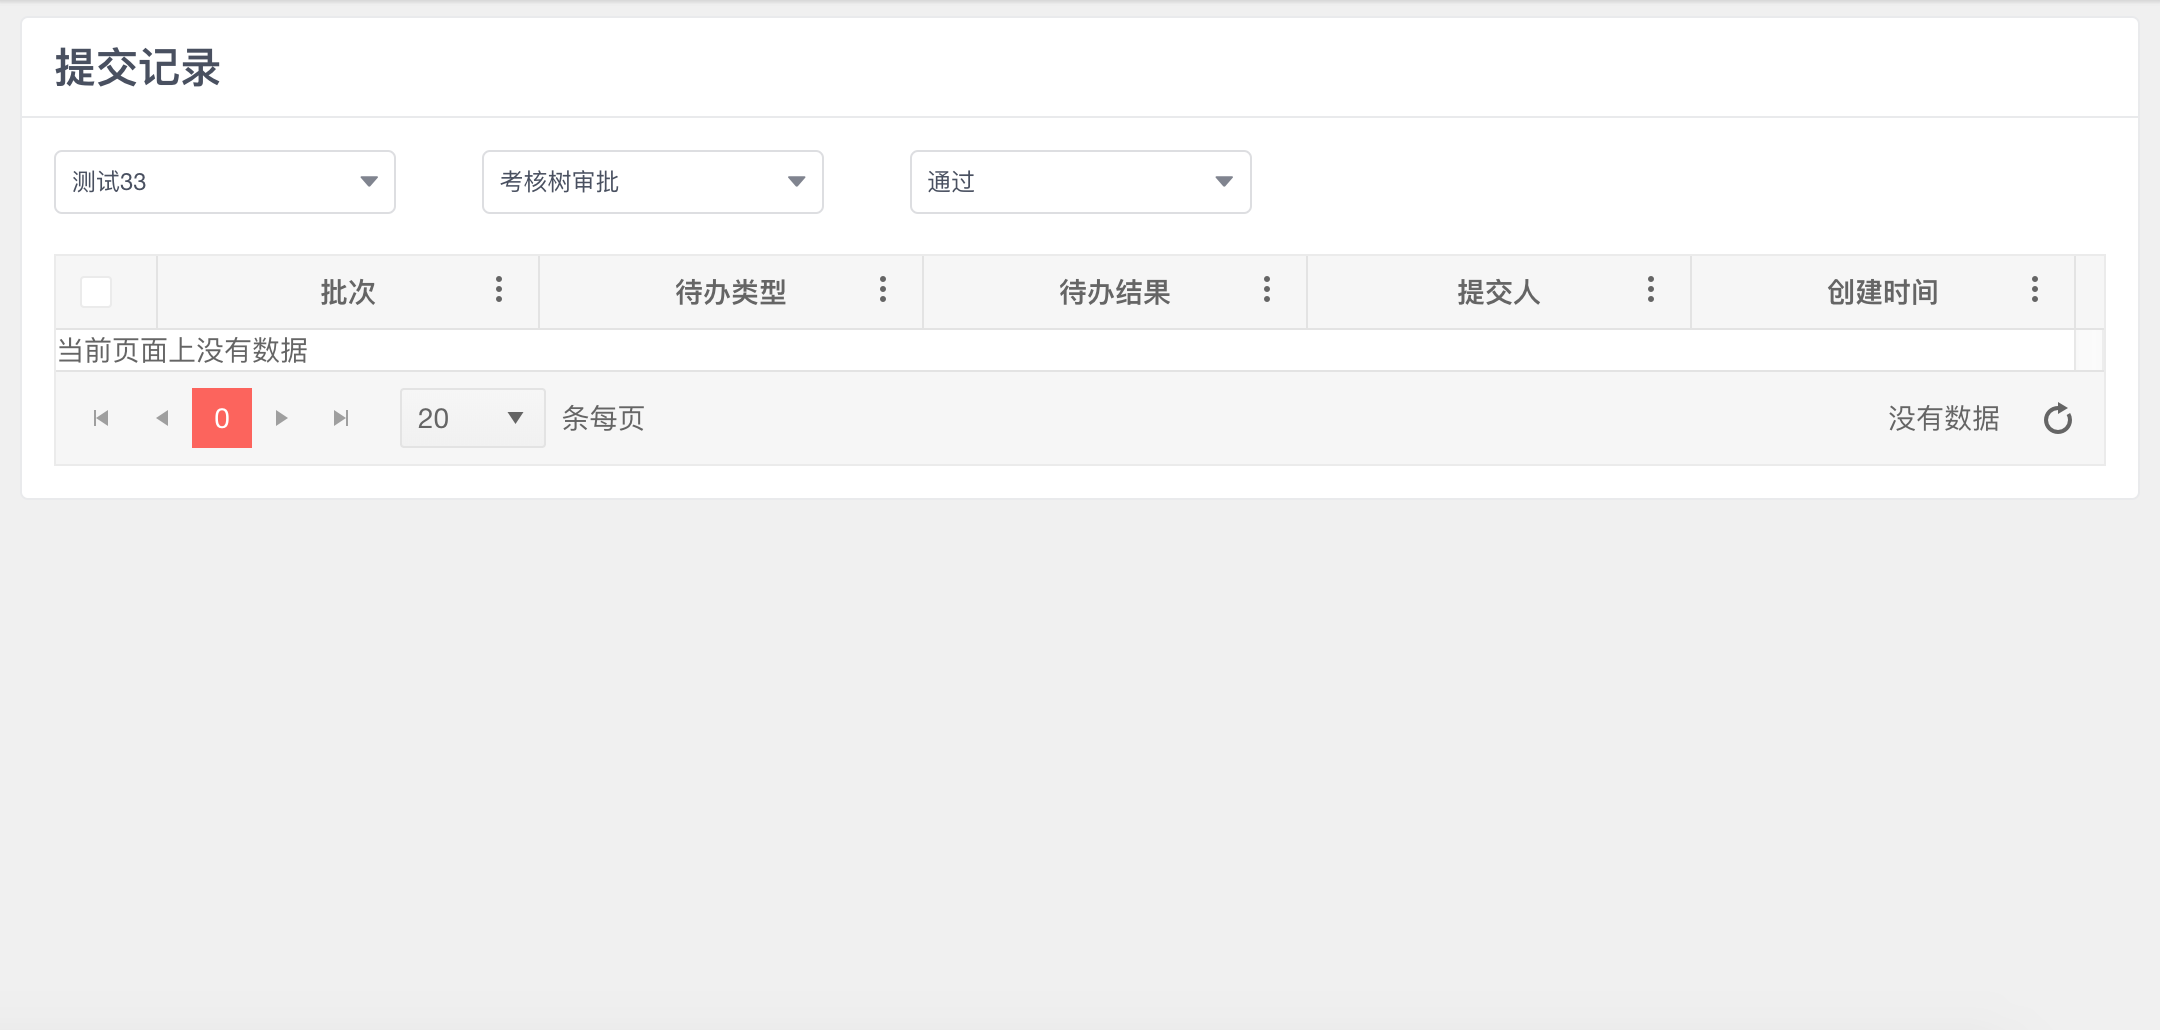 提交记录
测试33 考核树审批 通过
批次 待办类型 待办结果 提交人 创建时间
当前页面上没有数据
0 20 条每页 没有数据